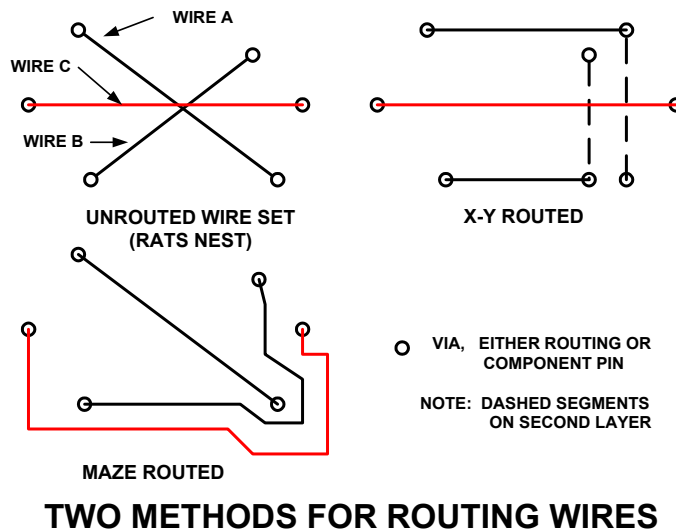 WIRE A
WIRE C
WIRE B
UNROUTED WIRE SET
(RATS NEST)
X-Y ROUTED
VIA, EITHER ROUTING OR
COMPONENT PIN
NOTE: DASHED SEGMENTS
ON SECOND LAYER
MAZE ROUTED
TWO METHODS FOR ROUTING WIRES